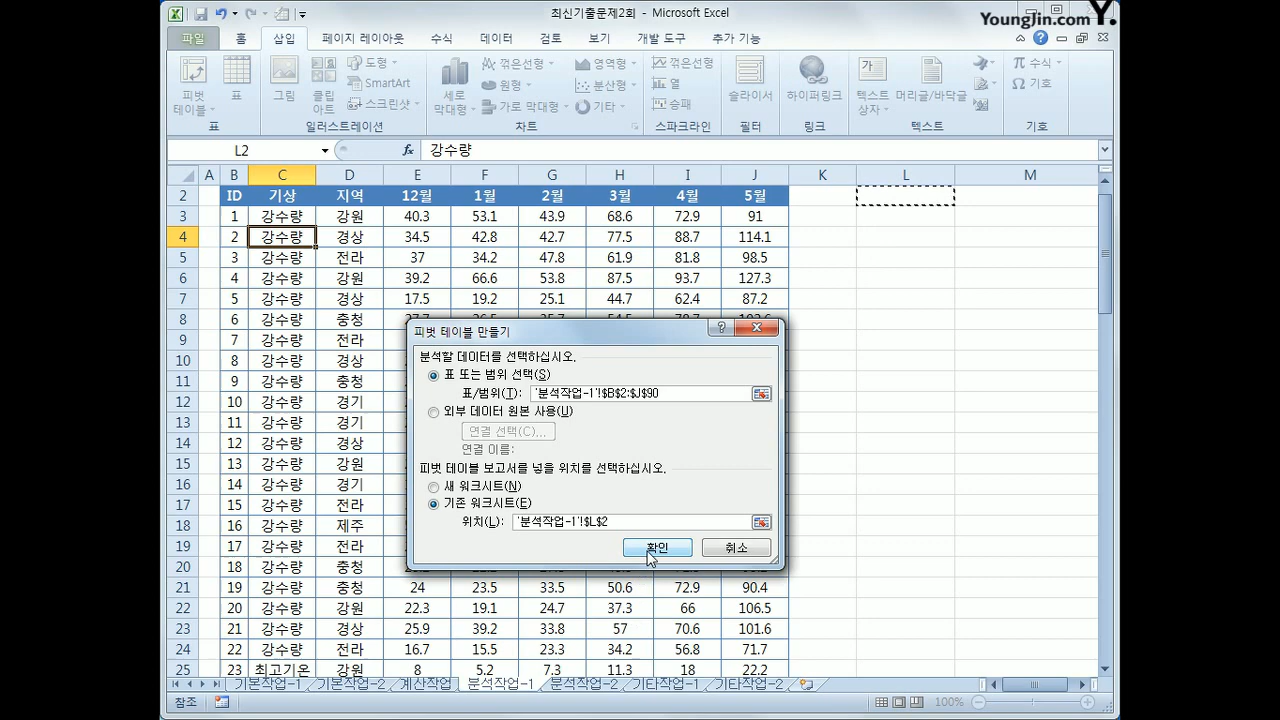 최신기출문제2회 - Microsoft Excel
YoungJin.com Y.
파일 홈 삽입 페이지 레이아웃 수식 데이터 검토 보기 개발 도구 추가 기능
피벗 테이블 표 그림 클립 아트 도형 SmartArt 스크린샷 세로 막대형 꺾은선형 원형 가로 막대형 영역형 분산형 기타 꺾은선형 열 승패 슬라이서 하이퍼링크 텍스트 상자 머리글/바닥글 π 수식 Ω 기호
표 일러스트레이션 차트 스파크라인 필터 링크 텍스트 기호
L2 fx 강수량
A B C D E F G H I J K L M
2 ID 기상 지역 12월 1월 2월 3월 4월 5월
3 1 강수량 강원 40.3 53.1 43.9 68.6 72.9 91
4 2 강수량 경상 34.5 42.8 42.7 77.5 88.7 114.1
5 3 강수량 전라 37 34.2 47.8 61.9 81.8 98.5
6 4 강수량 강원 39.2 66.6 53.8 87.5 93.7 127.3
7 5 강수량 경상 17.5 19.2 25.1 44.7 62.4 87.2
8 6 강수량 충청
9 7 강수량 전라
10 8 강수량 경상
11 9 강수량 충청
12 10 강수량 경기
13 11 강수량 경기
14 12 강수량 경상
15 13 강수량 강원
16 14 강수량 경기
17 15 강수량 전라
18 16 강수량 제주
19 17 강수량 전라
20 18 강수량 충청
21 19 강수량 충청 24 23.5 33.5 50.6 72.9 90.4
22 20 강수량 강원 22.3 19.1 24.7 37.3 66 106.5
23 21 강수량 경상 25.9 39.2 33.8 57 70.6 101.6
24 22 강수량 전라 16.7 15.5 23.3 34.2 56.8 71.7
25 23 최고기온 강원 8 5.2 7.3 11.3 18 22.2
피벗 테이블 만들기
분석할 데이터를 선택하십시오.
표 또는 범위 선택(S)
표/범위(T): '분석작업-1'!$B$2:$J$90
외부 데이터 원본 사용(U)
연결 선택(C)...
연결 이름:
피벗 테이블 보고서를 넣을 위치를 선택하십시오.
새 워크시트(N)
기존 워크시트(E)
위치(L): '분석작업-1'!$L$2
확인 취소
기본작업-1 기본작업-2 계산작업 분석작업-1 분석작업-2 기타작업-1 기타작업-2
참조 100%